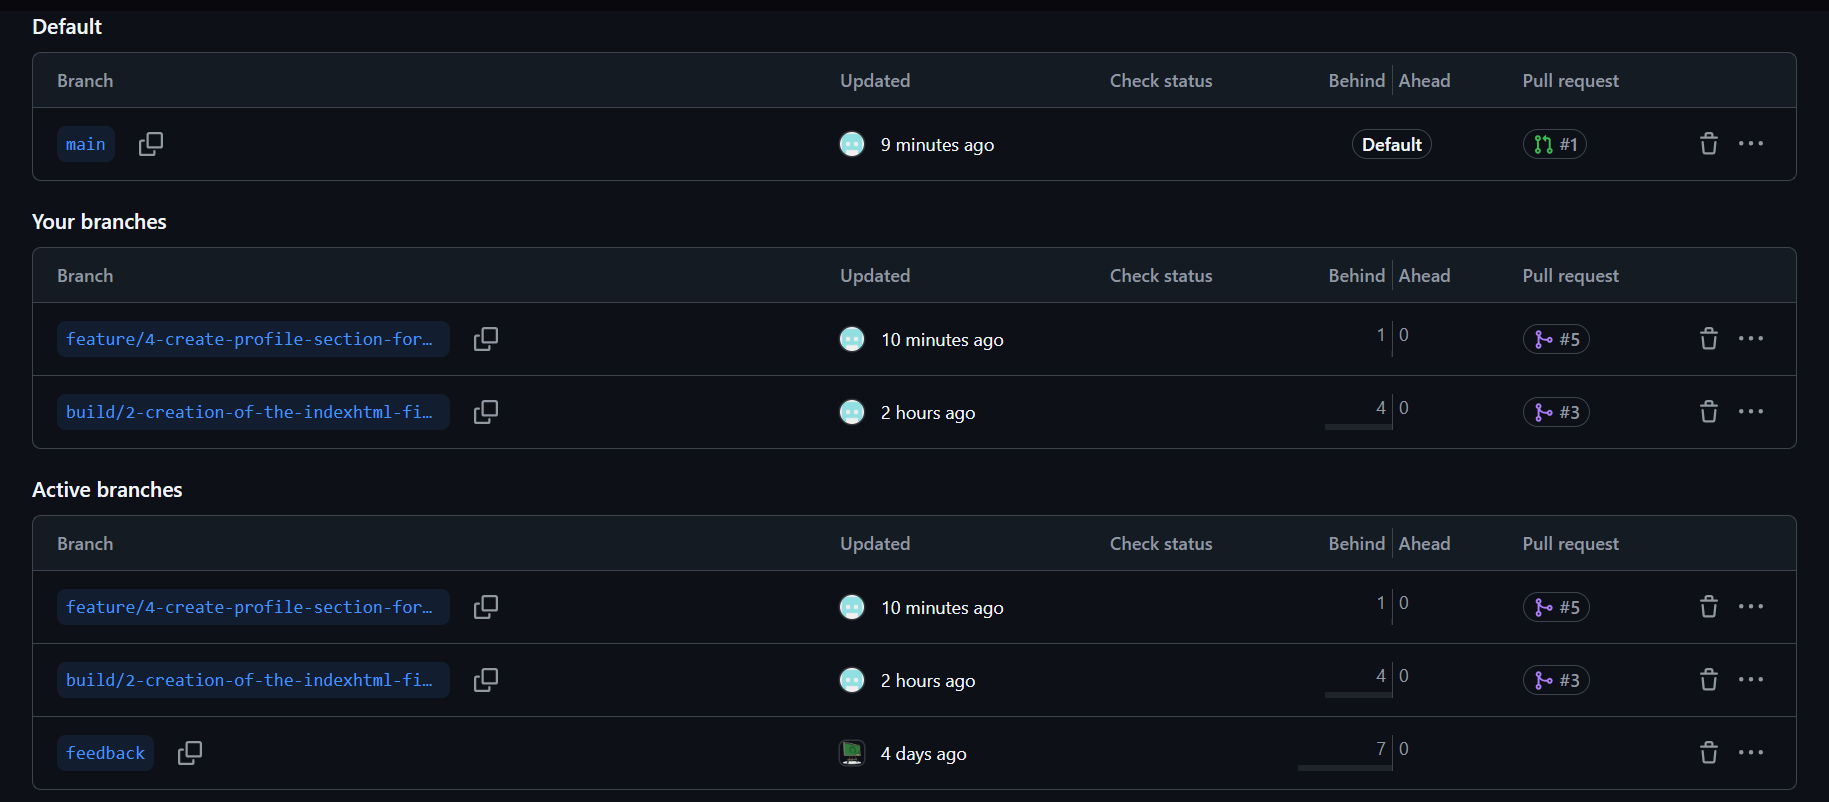 Default
Branch Updated Check status Behind Ahead Pull request
main 9 minutes ago Default #1
Your branches
Branch Updated Check status Behind Ahead Pull request
feature/4-create-profile-section-for… 10 minutes ago 1 0 #5
build/2-creation-of-the-indexhtml-fi… 2 hours ago 4 0 #3
Active branches
Branch Updated Check status Behind Ahead Pull request
feature/4-create-profile-section-for… 10 minutes ago 1 0 #5
build/2-creation-of-the-indexhtml-fi… 2 hours ago 4 0 #3
feedback 4 days ago 7 0